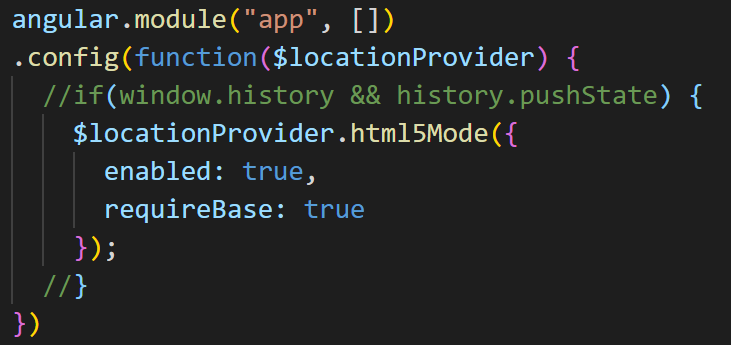 angular.module("app", [])
.config(function($locationProvider) {
//if(window.history && history.pushState) {
$locationProvider.html5Mode({
enabled: true,
requireBase: true
});
//}
})